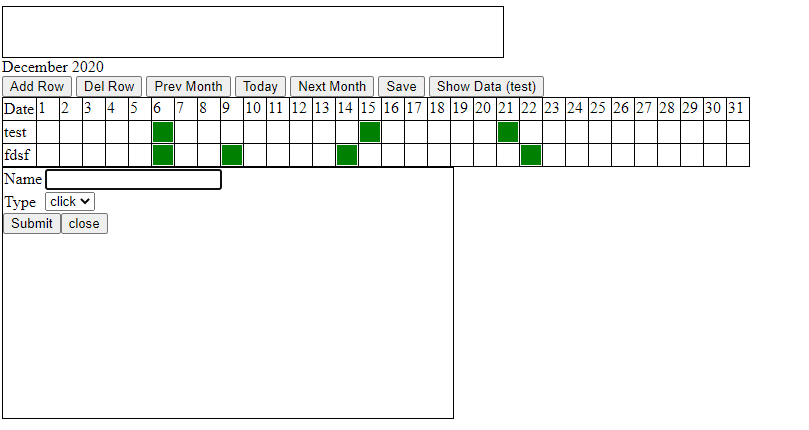 December 2020
Add Row Del Row Prev Month Today Next Month Save Show Data (test)
Date 1 2 3 4 5 6 7 8 9 10 11 12 13 14 15 16 17 18 19 20 21 22 23 24 25 26 27 28 29 30 31
test
fdsf
Name
Type click
Submit close